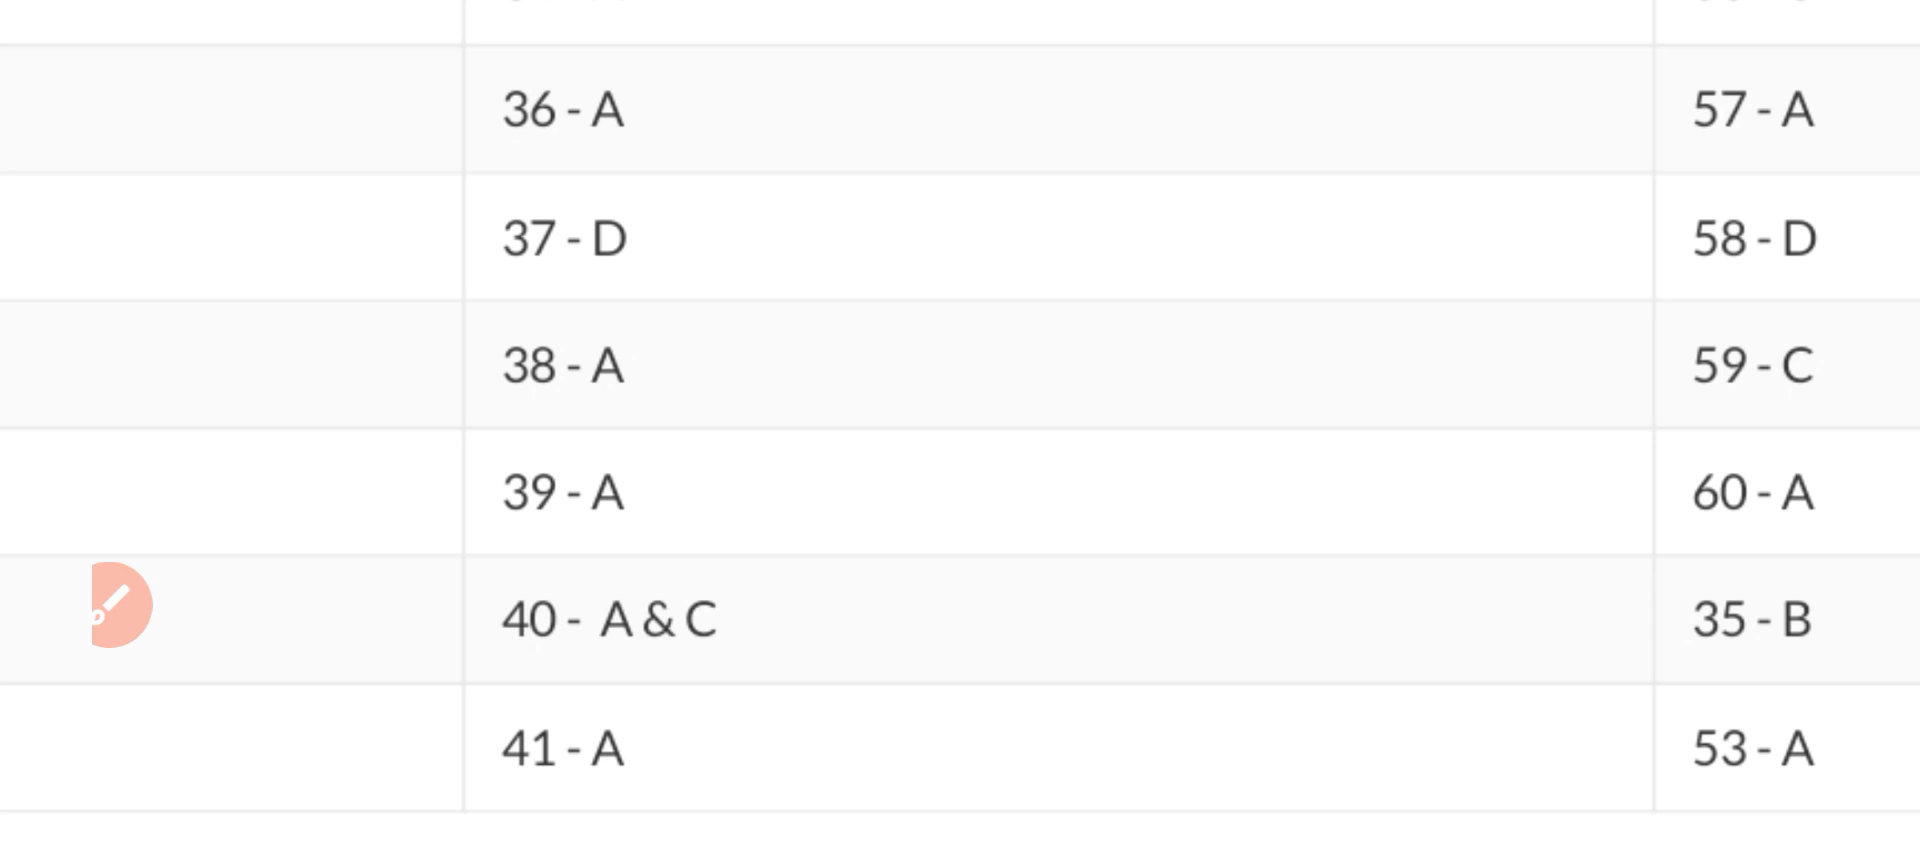 36 - A 57 - A
37 - D 58 - D
38 - A 59 - C
39 - A 60 - A
40 - A & C 35 - B
41 - A 53 - A